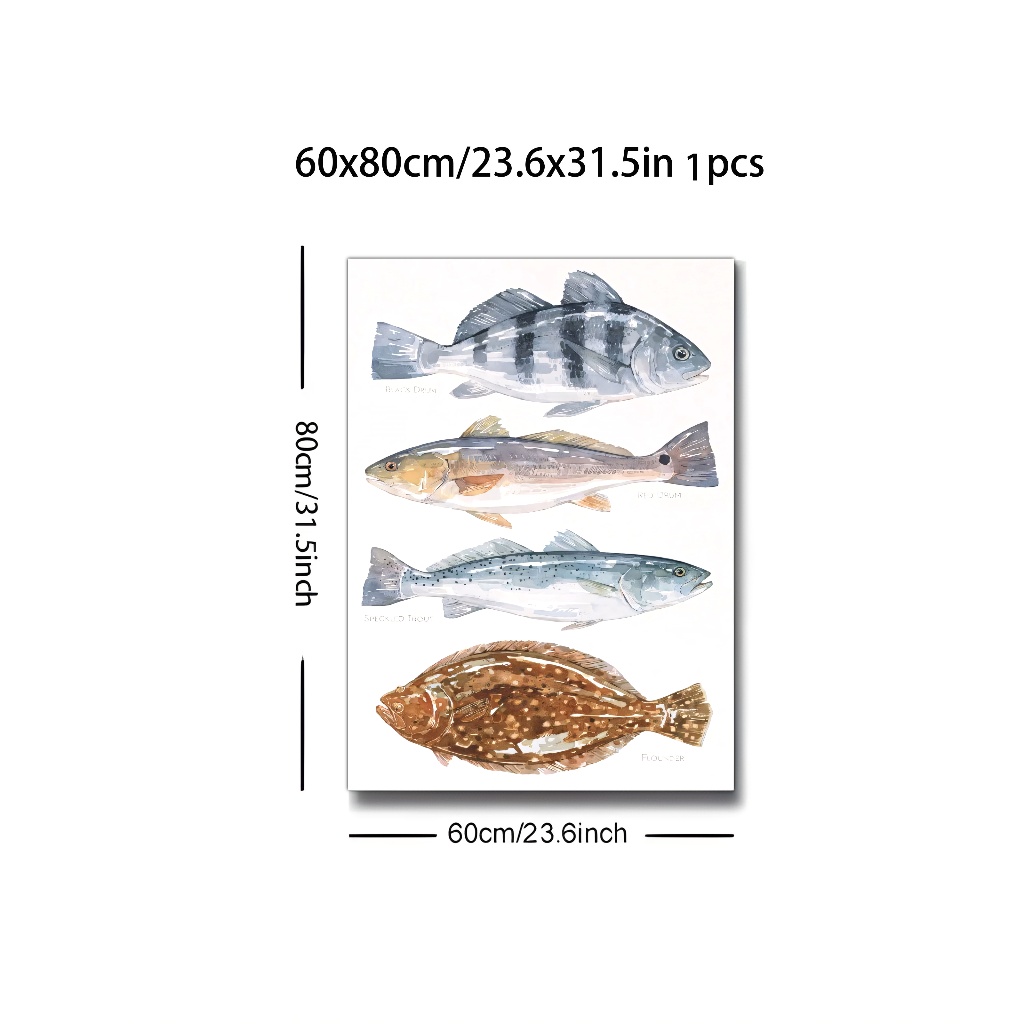 60x80cm/23.6x31.5in 1pcs
80cm/31.5inch
Black Drum
Red Drum
Speckled Trout
Flounder
60cm/23.6inch